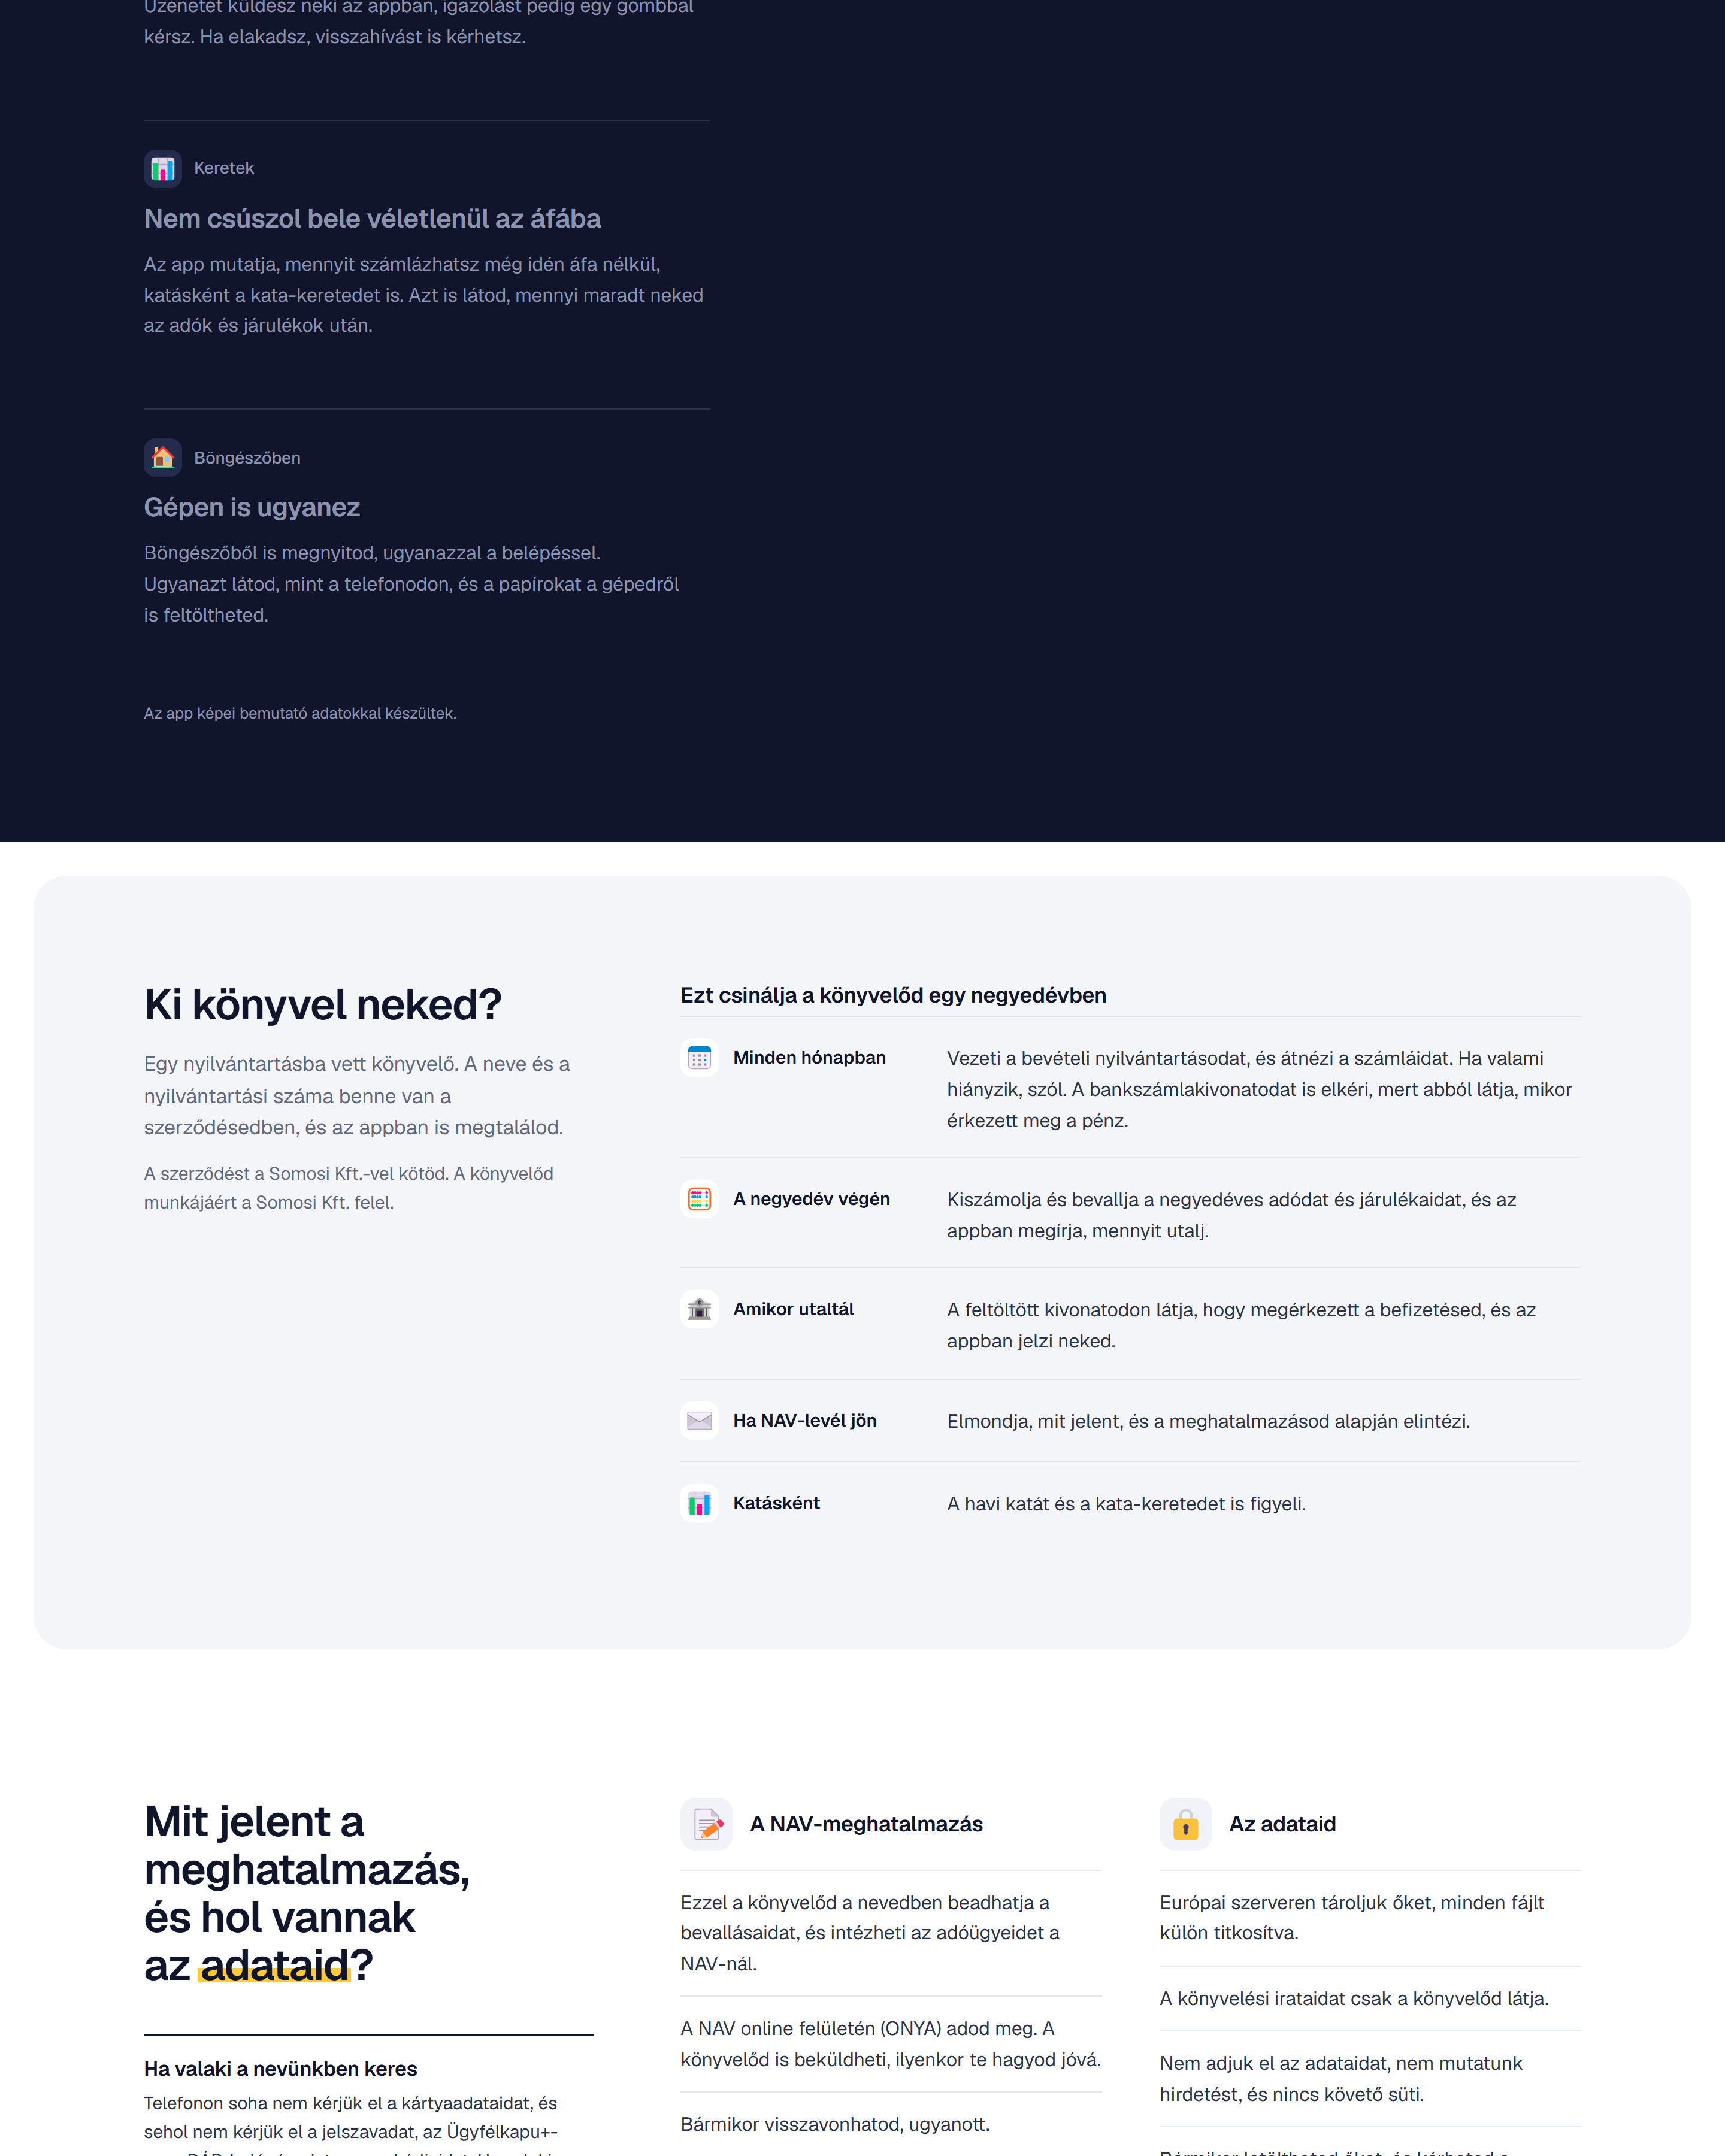 Üzenetet küldesz neki az appban, igazolást pedig egy gombbal
kérsz. Ha elakadsz, visszahívást is kérhetsz.
Keretek
Nem csúszol bele véletlenül az áfába
Az app mutatja, mennyit számlázhatsz még idén áfa nélkül,
katásként a kata-keretedet is. Azt is látod, mennyi maradt neked
az adók és járulékok után.
Böngészőben
Gépen is ugyanez
Böngészőből is megnyitod, ugyanazzal a belépéssel.
Ugyanazt látod, mint a telefonodon, és a papírokat a gépedről
is feltöltheted.
Az app képei bemutató adatokkal készültek.
Ki könyvel neked?
Egy nyilvántartásba vett könyvelő. A neve és a
nyilvántartási száma benne van a
szerződésedben, és az appban is megtalálod.
A szerződést a Somosi Kft.-vel kötöd. A könyvelőd
munkájáért a Somosi Kft. felel.
Ezt csinálja a könyvelőd egy negyedévben
Minden hónapban
Vezeti a bevételi nyilvántartásodat, és átnézi a számláidat. Ha valami
hiányzik, szól. A bankszámlakivonatodat is elkéri, mert abból látja, mikor
érkezett meg a pénz.
A negyedév végén
Kiszámolja és bevallja a negyedéves adódat és járulékaidat, és az
appban megírja, mennyit utalj.
Amikor utaltál
A feltöltött kivonatodon látja, hogy megérkezett a befizetésed, és az
appban jelzi neked.
Ha NAV-levél jön
Elmondja, mit jelent, és a meghatalmazásod alapján elintézi.
Katásként
A havi katát és a kata-keretedet is figyeli.
Mit jelent a
meghatalmazás,
és hol vannak
az adataid?
Ha valaki a nevünkben keres
Telefonon soha nem kérjük el a kártyaadataidat, és
sehol nem kérjük el a jelszavadat, az Ügyfélkapu+-
A NAV-meghatalmazás
Ezzel a könyvelőd a nevedben beadhatja a
bevallásaidat, és intézheti az adóügyeidet a
NAV-nál.
A NAV online felületén (ONYA) adod meg. A
könyvelőd is beküldheti, ilyenkor te hagyod jóvá.
Bármikor visszavonhatod, ugyanott.
Az adataid
Európai szerveren tároljuk őket, minden fájlt
külön titkosítva.
A könyvelési irataidat csak a könyvelőd látja.
Nem adjuk el az adataidat, nem mutatunk
hirdetést, és nincs követő süti.